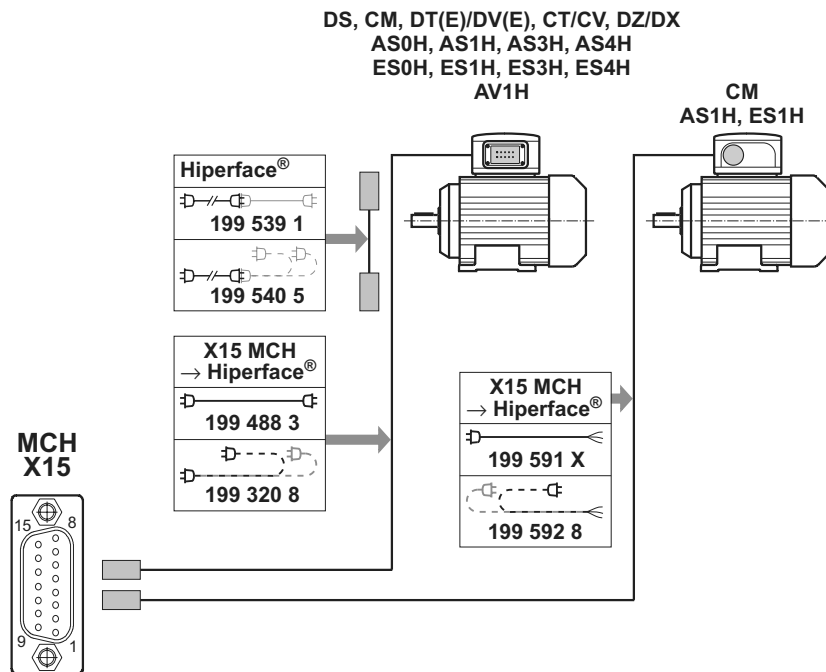 DS, CM, DT(E)/DV(E), CT/CV, DZ/DX
AS0H, AS1H, AS3H, AS4H
ES0H, ES1H, ES3H, ES4H
AV1H
CM
AS1H, ES1H
Hiperface®
199 539 1
199 540 5
X15 MCH
→ Hiperface®
199 488 3
199 320 8
X15 MCH
→ Hiperface®
199 591 X
199 592 8
MCH
X15
15
8
9
1